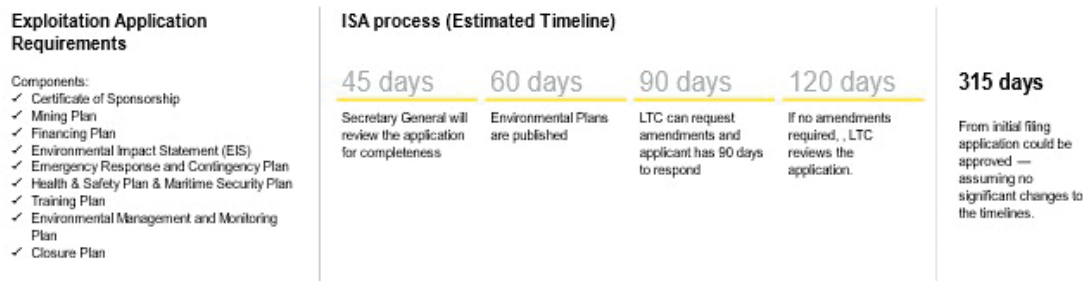 Exploitation Application
Requirements
Components:
✓ Certificate of Sponsorship
✓ Mining Plan
✓ Financing Plan
✓ Environmental Impact Statement (EIS)
✓ Emergency Response and Contingency Plan
✓ Health & Safety Plan & Maritime Security Plan
✓ Training Plan
✓ Environmental Management and Monitoring
Plan
✓ Closure Plan
ISA process (Estimated Timeline)
45 days
Secretary General will
review the application
for completeness
60 days
Environmental Plans
are published
90 days
LTC can request
amendments and
applicant has 90 days
to respond
120 days
If no amendments
required, , LTC
reviews the
application.
315 days
From initial filing
application could be
approved —
assuming no
significant changes to
the timelines.